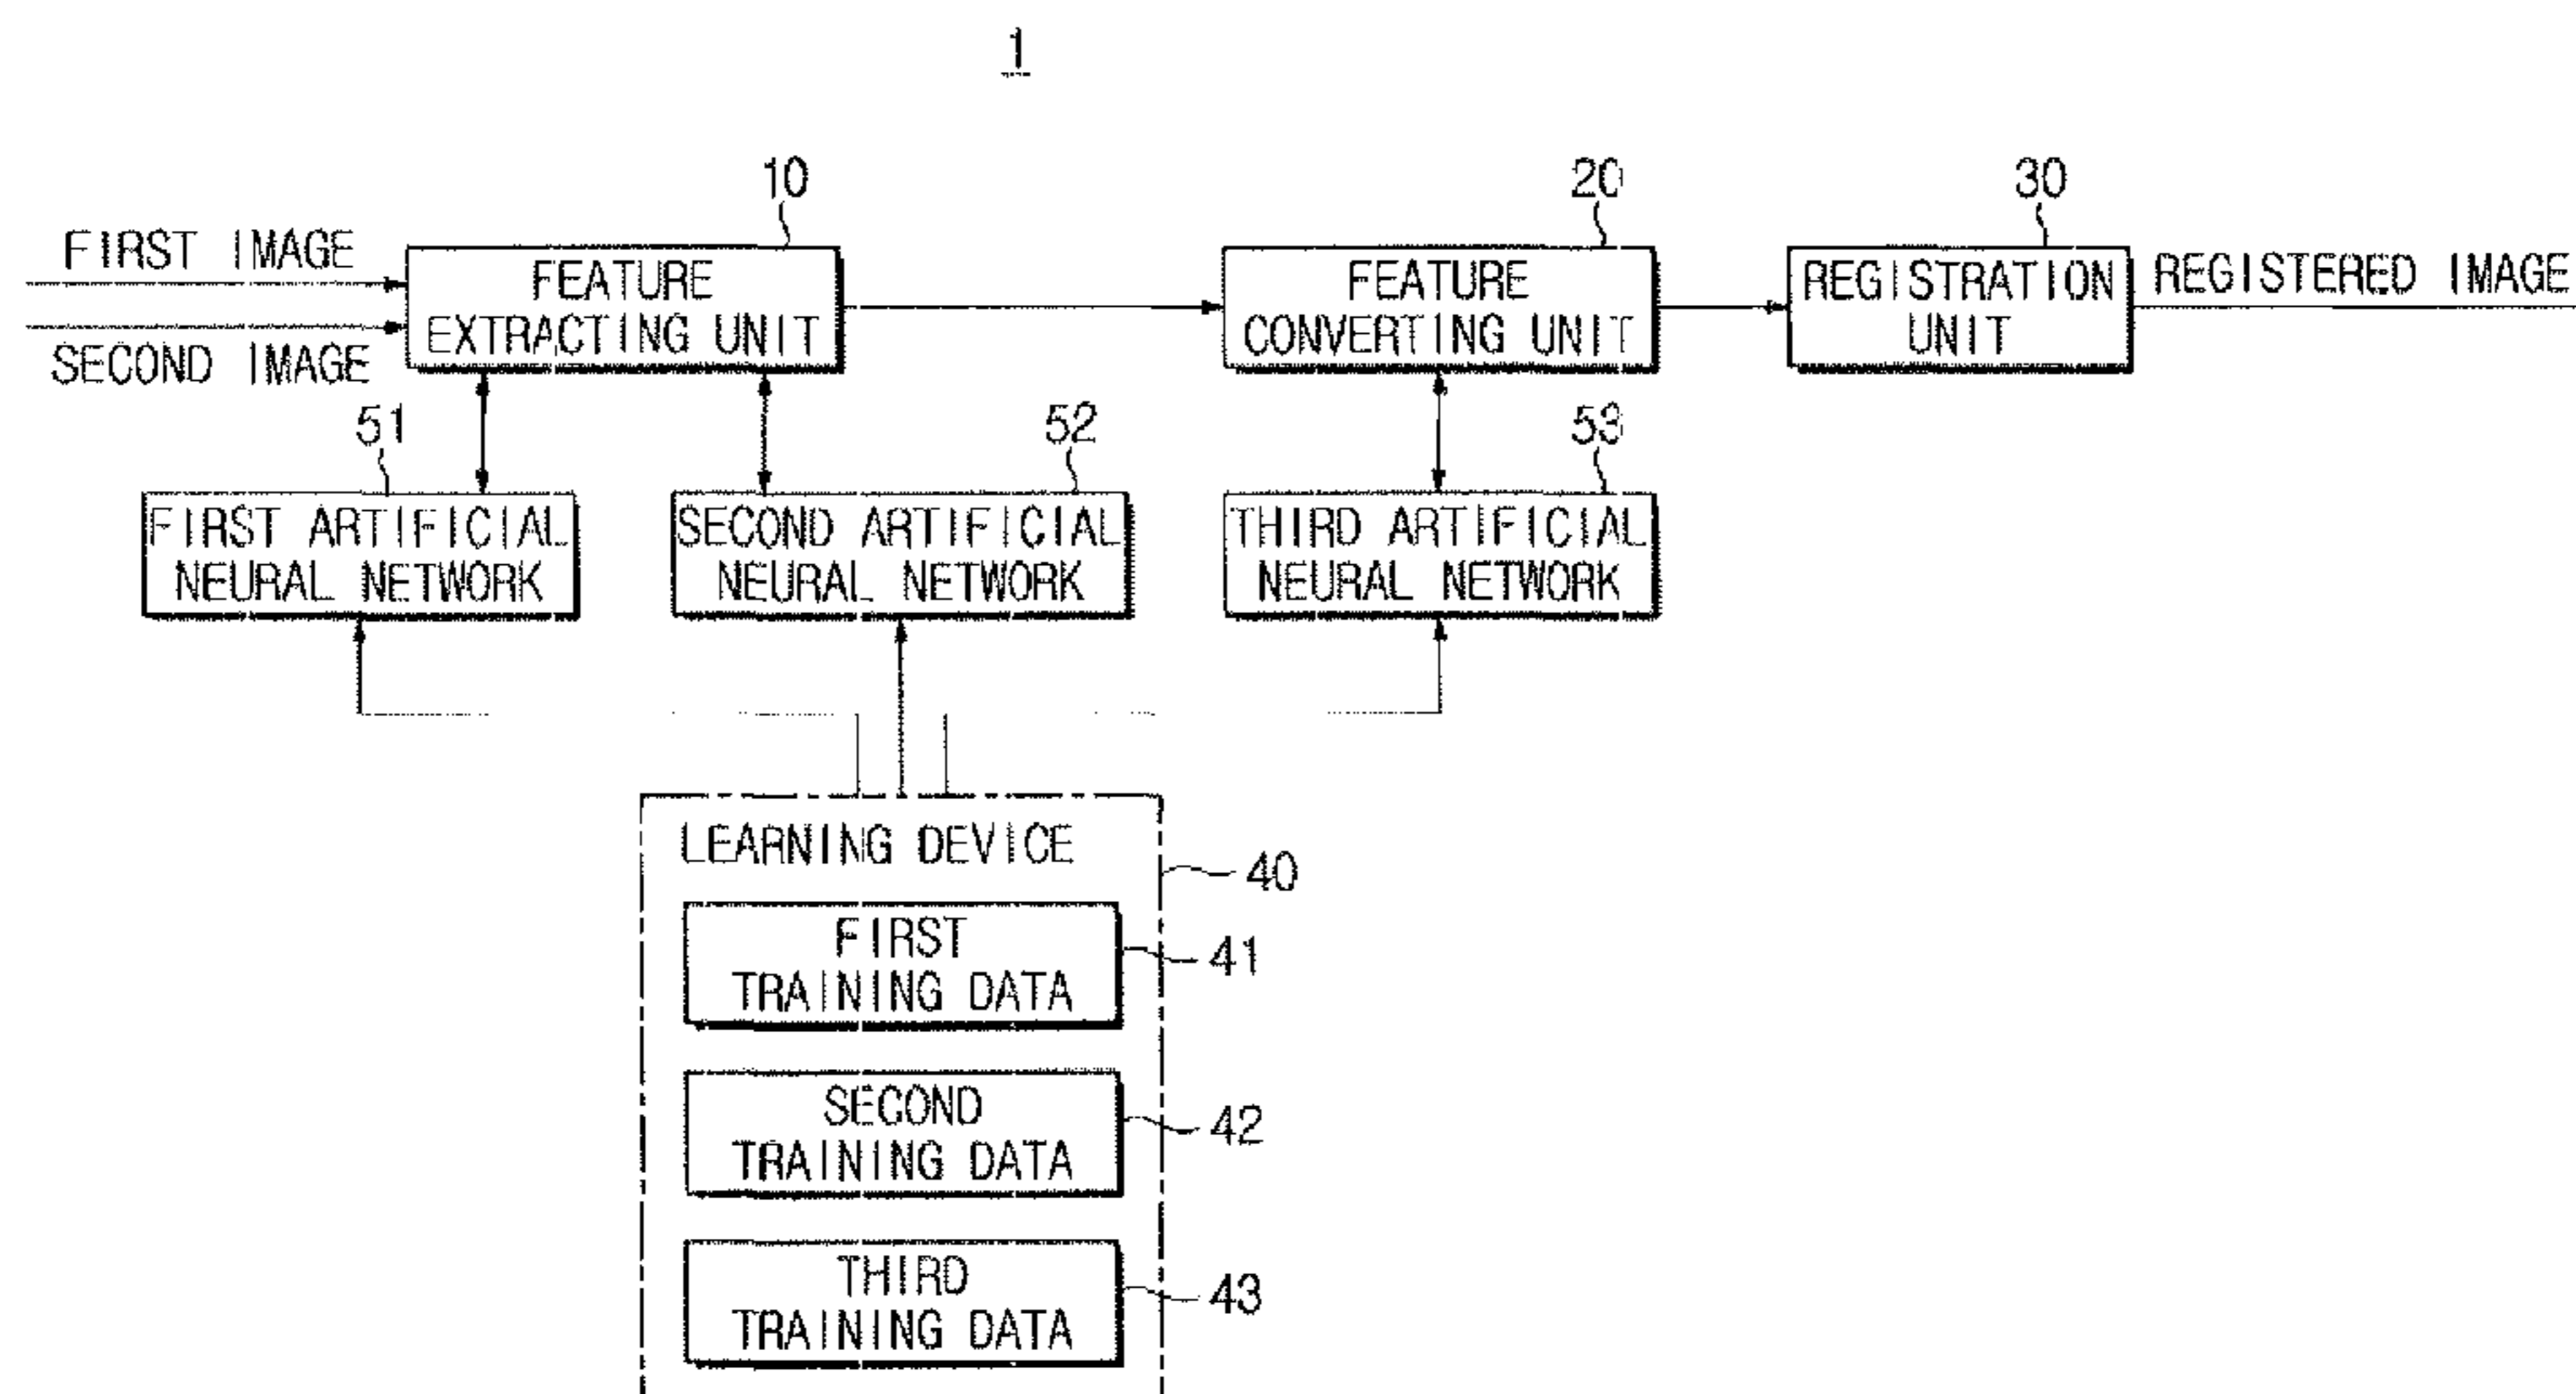 1
10
20
30
FIRST IMAGE
SECOND IMAGE
FEATURE
EXTRACTING UNIT
FEATURE
CONVERTING UNIT
REGISTRATION
UNIT
REGISTERED IMAGE
51
52
53
FIRST ARTIFICIAL
NEURAL NETWORK
SECOND ARTIFICIAL
NEURAL NETWORK
THIRD ARTIFICIAL
NEURAL NETWORK
LEARNING DEVICE
40
FIRST
TRAINING DATA
41
SECOND
TRAINING DATA
42
THIRD
TRAINING DATA
43